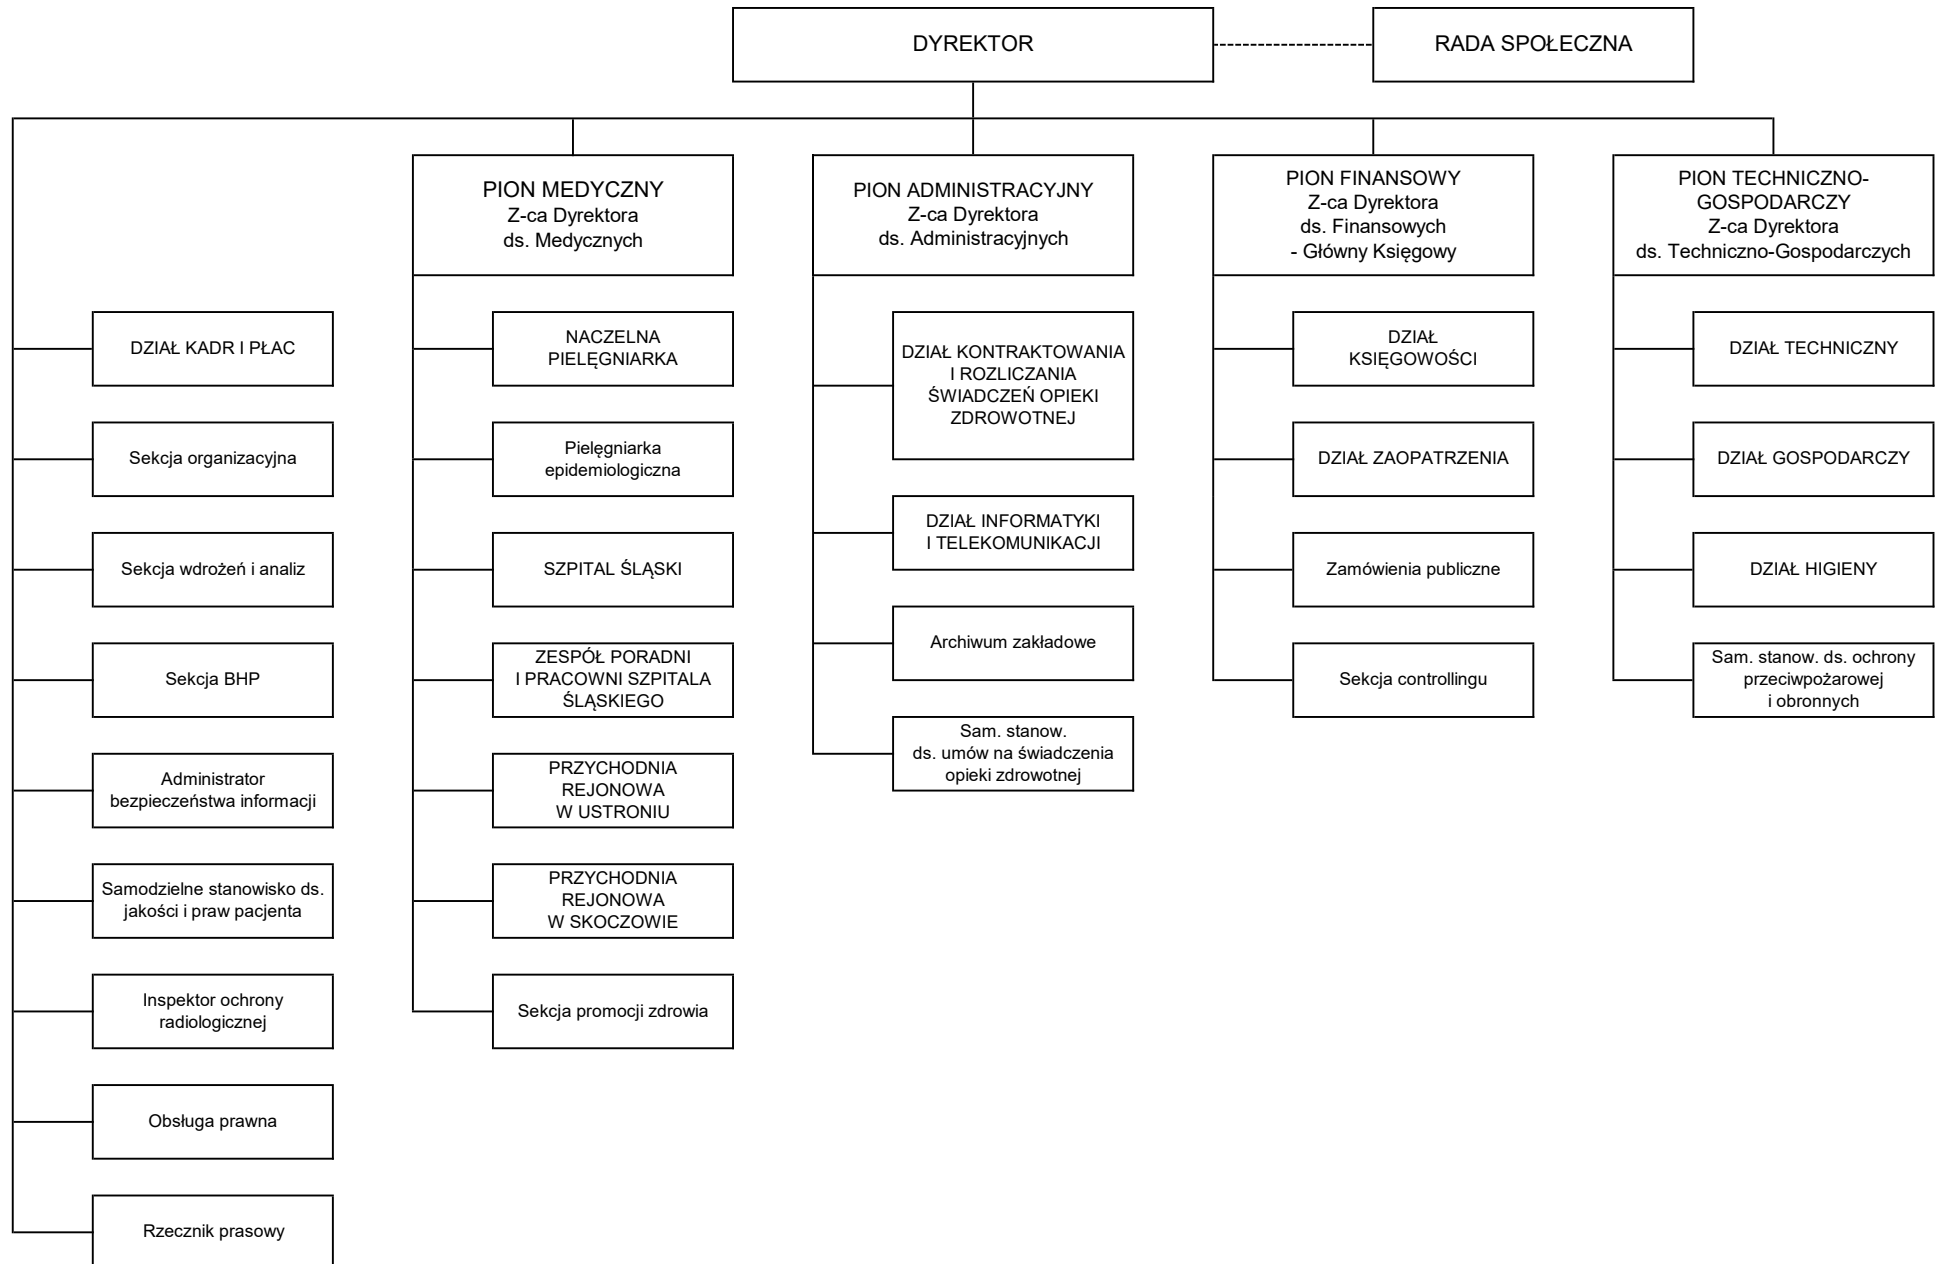 DYREKTOR
RADA SPOŁECZNA
PION MEDYCZNY
Z-ca Dyrektora
ds. Medycznych
PION ADMINISTRACYJNY
Z-ca Dyrektora
ds. Administracyjnych
PION FINANSOWY
Z-ca Dyrektora
ds. Finansowych
- Główny Księgowy
PION TECHNICZNO-
GOSPODARCZY
Z-ca Dyrektora
ds. Techniczno-Gospodarczych
DZIAŁ KADR I PŁAC
Sekcja organizacyjna
Sekcja wdrożeń i analiz
Sekcja BHP
Administrator
bezpieczeństwa informacji
Samodzielne stanowisko ds.
jakości i praw pacjenta
Inspektor ochrony
radiologicznej
Obsługa prawna
Rzecznik prasowy
NACZELNA
PIELĘGNIARKA
Pielęgniarka
epidemiologiczna
SZPITAL ŚLĄSKI
ZESPÓŁ PORADNI
I PRACOWNI SZPITALA
ŚLĄSKIEGO
PRZYCHODNIA
REJONOWA
W USTRONIU
PRZYCHODNIA
REJONOWA
W SKOCZOWIE
Sekcja promocji zdrowia
DZIAŁ KONTRAKTOWANIA
I ROZLICZANIA
ŚWIADCZEŃ OPIEKI
ZDROWOTNEJ
DZIAŁ INFORMATYKI
I TELEKOMUNIKACJI
Archiwum zakładowe
Sam. stanow.
ds. umów na świadczenia
opieki zdrowotnej
DZIAŁ
KSIĘGOWOŚCI
DZIAŁ ZAOPATRZENIA
Zamówienia publiczne
Sekcja controllingu
DZIAŁ TECHNICZNY
DZIAŁ GOSPODARCZY
DZIAŁ HIGIENY
Sam. stanow. ds. ochrony
przeciwpożarowej
i obronnych